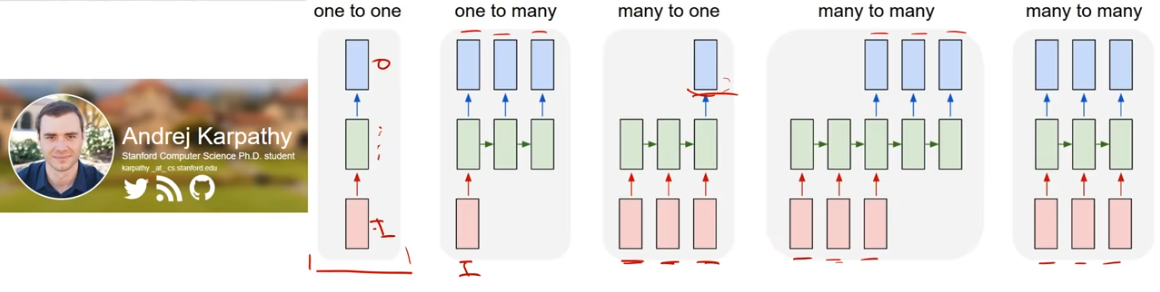 one to one
one to many
many to one
many to many
many to many
Andrej Karpathy
Stanford Computer Science Ph.D. student
karpathy _at_ cs.stanford.edu
O
I
I